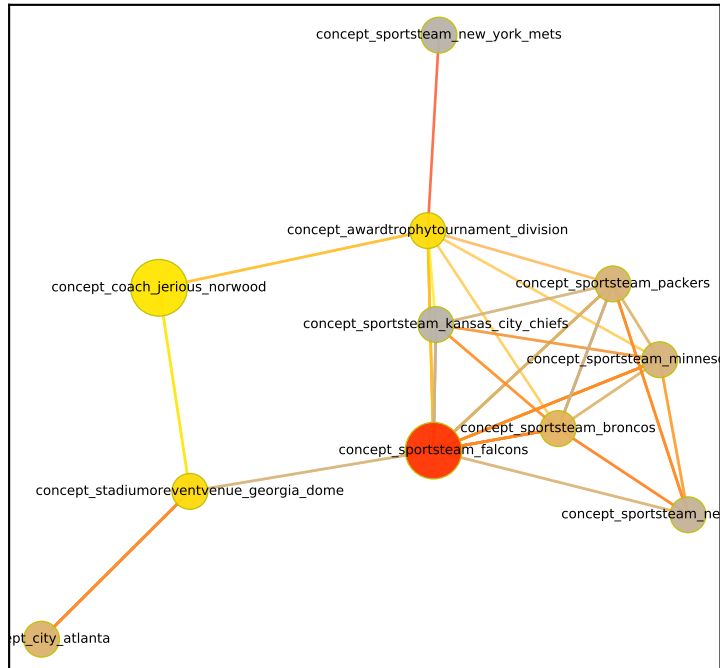 concept_sportsteam_new_york_mets
concept_awardtrophytournament_division
concept_coach_jerious_norwood
concept_sportsteam_packers
concept_sportsteam_kansas_city_chiefs
concept_sportsteam_minneso
concept_sportsteam_broncos
concept_sportsteam_falcons
concept_stadiumoreventvenue_georgia_dome
concept_sportsteam_ne
ept_city_atlanta